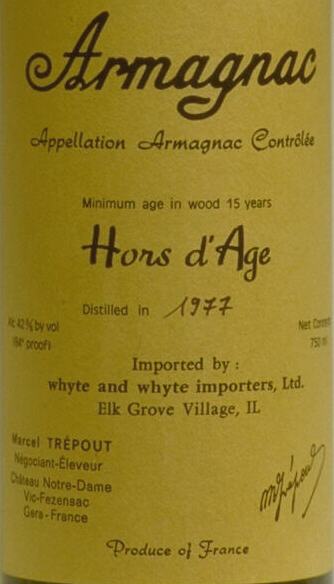 Armagnac
Appellation Armagnac Contrôlée
Minimum age in wood 15 years
Hors d'Age
Distilled in 1977
Alc 42% by vol
(84° proof)
Net Contents
750 ml
Imported by :
whyte and whyte importers, Ltd.
Elk Grove Village, IL
Marcel TRÉPOUT
Négociant-Éleveur
Château Notre-Dame
Vic-Fezensac
Gers-France
MTrépout
Produce of France